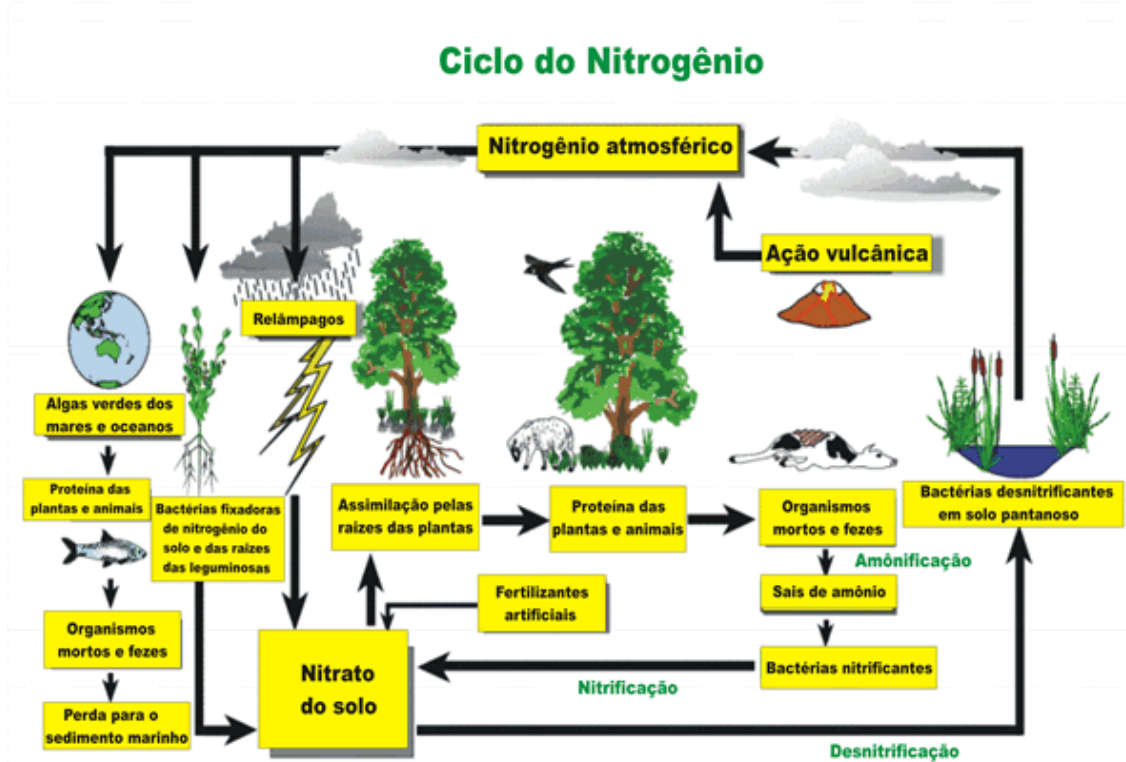 Ciclo do Nitrogênio
Nitrogênio atmosférico
Ação vulcânica
Relâmpagos
Algas verdes dos
mares e oceanos
Proteína das
plantas e animais
Bactérias fixadoras
de nitrogênio do
solo e das raízes
das leguminosas
Organismos
mortos e fezes
Perda para o
sedimento marinho
Assimilação pelas
raízes das plantas
Proteína das
plantas e animais
Organismos
mortos e fezes
Bactérias desnitrificantes
em solo pantanoso
Amônificação
Sais de amônio
Fertilizantes
artificiais
Bactérias nitrificantes
Nitrificação
Nitrato
do solo
Desnitrificação